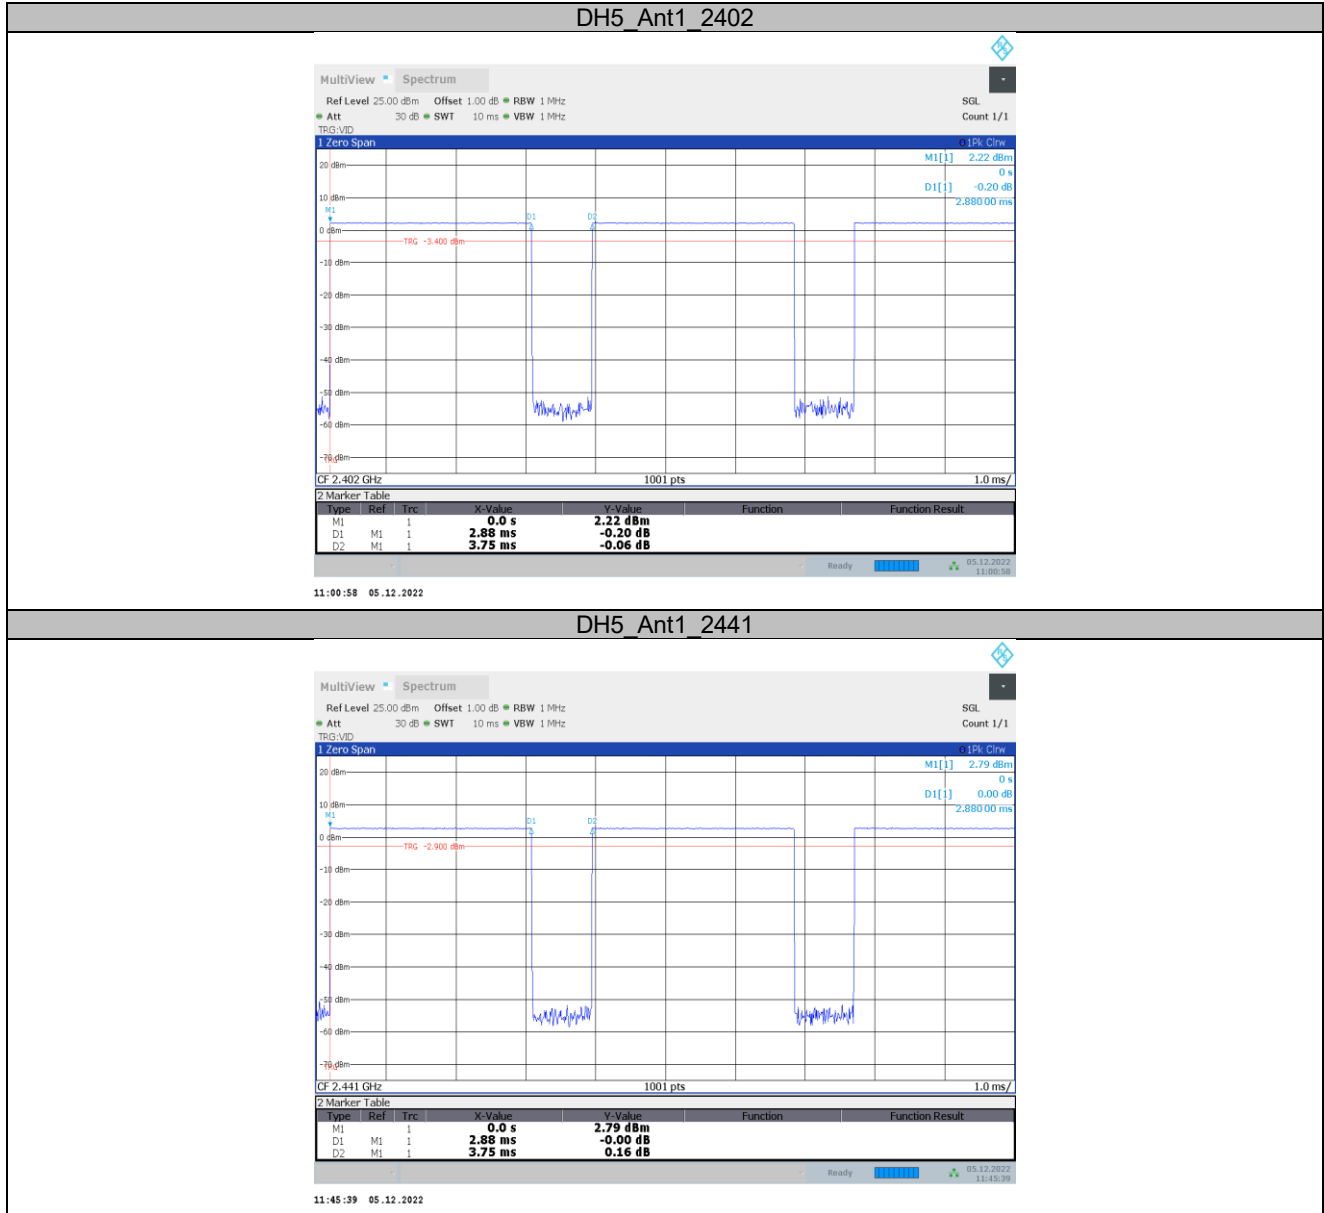 DH5_Ant1_2402
MultiView Spectrum
Ref Level 25.00 dBm Offset 1.00 dB RBW 1 MHz SGL
Att 30 dB SWT 10 ms VBW 1 MHz Count 1/1
TRG:VID
1 Zero Span 1Pk Clrw
M1[1] 2.22 dBm
0 s
D1[1] -0.20 dB
2.88000 ms
20 dBm
10 dBm
M1
D1 D2
0 dBm
TRG -3.400 dBm
-10 dBm
-20 dBm
-30 dBm
-40 dBm
-50 dBm
-60 dBm
-70 dBm
TRG
CF 2.402 GHz 1001 pts 1.0 ms/
2 Marker Table
Type Ref Trc X-Value Y-Value Function Function Result
M1 1 0.0 s 2.22 dBm
D1 M1 1 2.88 ms -0.20 dB
D2 M1 1 3.75 ms -0.06 dB
Ready 05.12.2022
11:00:58
11:00:58 05.12.2022
DH5_Ant1_2441
MultiView Spectrum
Ref Level 25.00 dBm Offset 1.00 dB RBW 1 MHz SGL
Att 30 dB SWT 10 ms VBW 1 MHz Count 1/1
TRG:VID
1 Zero Span 1Pk Clrw
M1[1] 2.79 dBm
0 s
D1[1] 0.00 dB
2.88000 ms
20 dBm
10 dBm
M1
D1 D2
0 dBm
TRG -2.900 dBm
-10 dBm
-20 dBm
-30 dBm
-40 dBm
-50 dBm
-60 dBm
-70 dBm
TRG
CF 2.441 GHz 1001 pts 1.0 ms/
2 Marker Table
Type Ref Trc X-Value Y-Value Function Function Result
M1 1 0.0 s 2.79 dBm
D1 M1 1 2.88 ms -0.00 dB
D2 M1 1 3.75 ms 0.16 dB
Ready 05.12.2022
11:45:39
11:45:39 05.12.2022